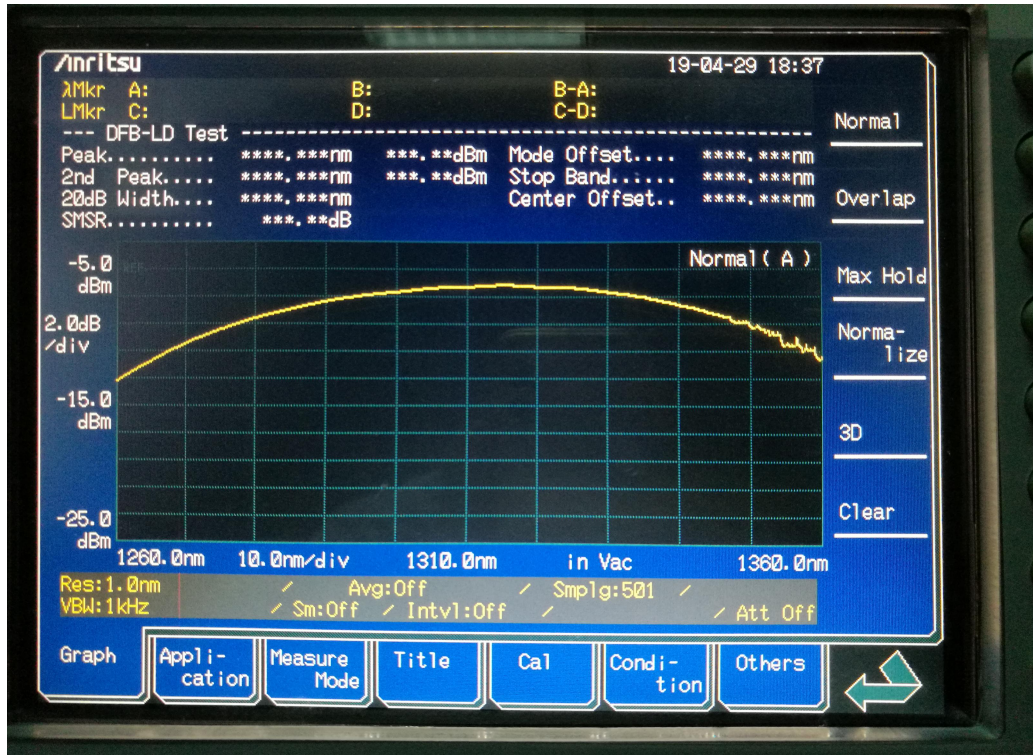 Anritsu 19-04-29 18:37
λMkr A: B: B-A:
LMkr C: D: C-D:
--- DFB-LD Test ---
Peak.......... ****.***nm ***.**dBm Mode Offset.... ****.***nm
2nd Peak..... ****.***nm ***.**dBm Stop Band...... ****.***nm
20dB Width.... ****.***nm Center Offset.. ****.***nm
SMSR.......... ***.**dB
Normal
Overlap
Max Hold
Norma-
lize
3D
Clear
Normal( A )
-5.0
dBm
2.0dB
/div
-15.0
dBm
-25.0
dBm
1260.0nm 10.0nm/div 1310.0nm in Vac 1360.0nm
Res:1.0nm / Avg:Off / Smplg:501 /
VBW:1kHz / Sm:Off / Intvl:Off / / Att Off
Graph
Appli-
cation
Measure
Mode
Title
Cal
Condi-
tion
Others